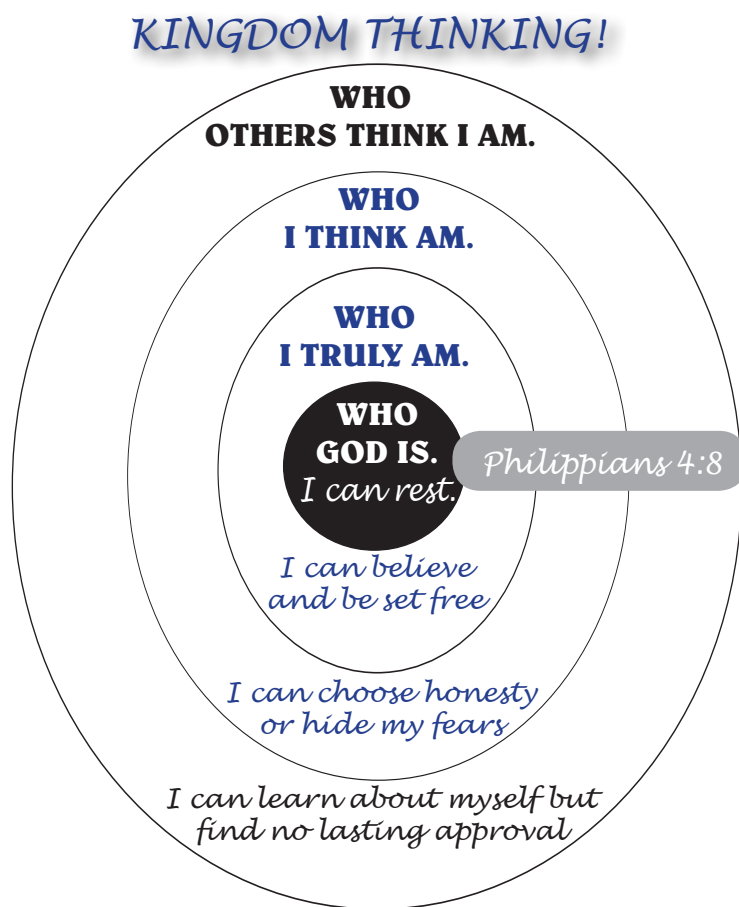 KINGDOM THINKING!
WHO
OTHERS THINK I AM.
WHO
I THINK AM.
WHO
I TRULY AM.
WHO
GOD IS.
I can rest.
Philippians 4:8
I can believe
and be set free
I can choose honesty
or hide my fears
I can learn about myself but
find no lasting approval